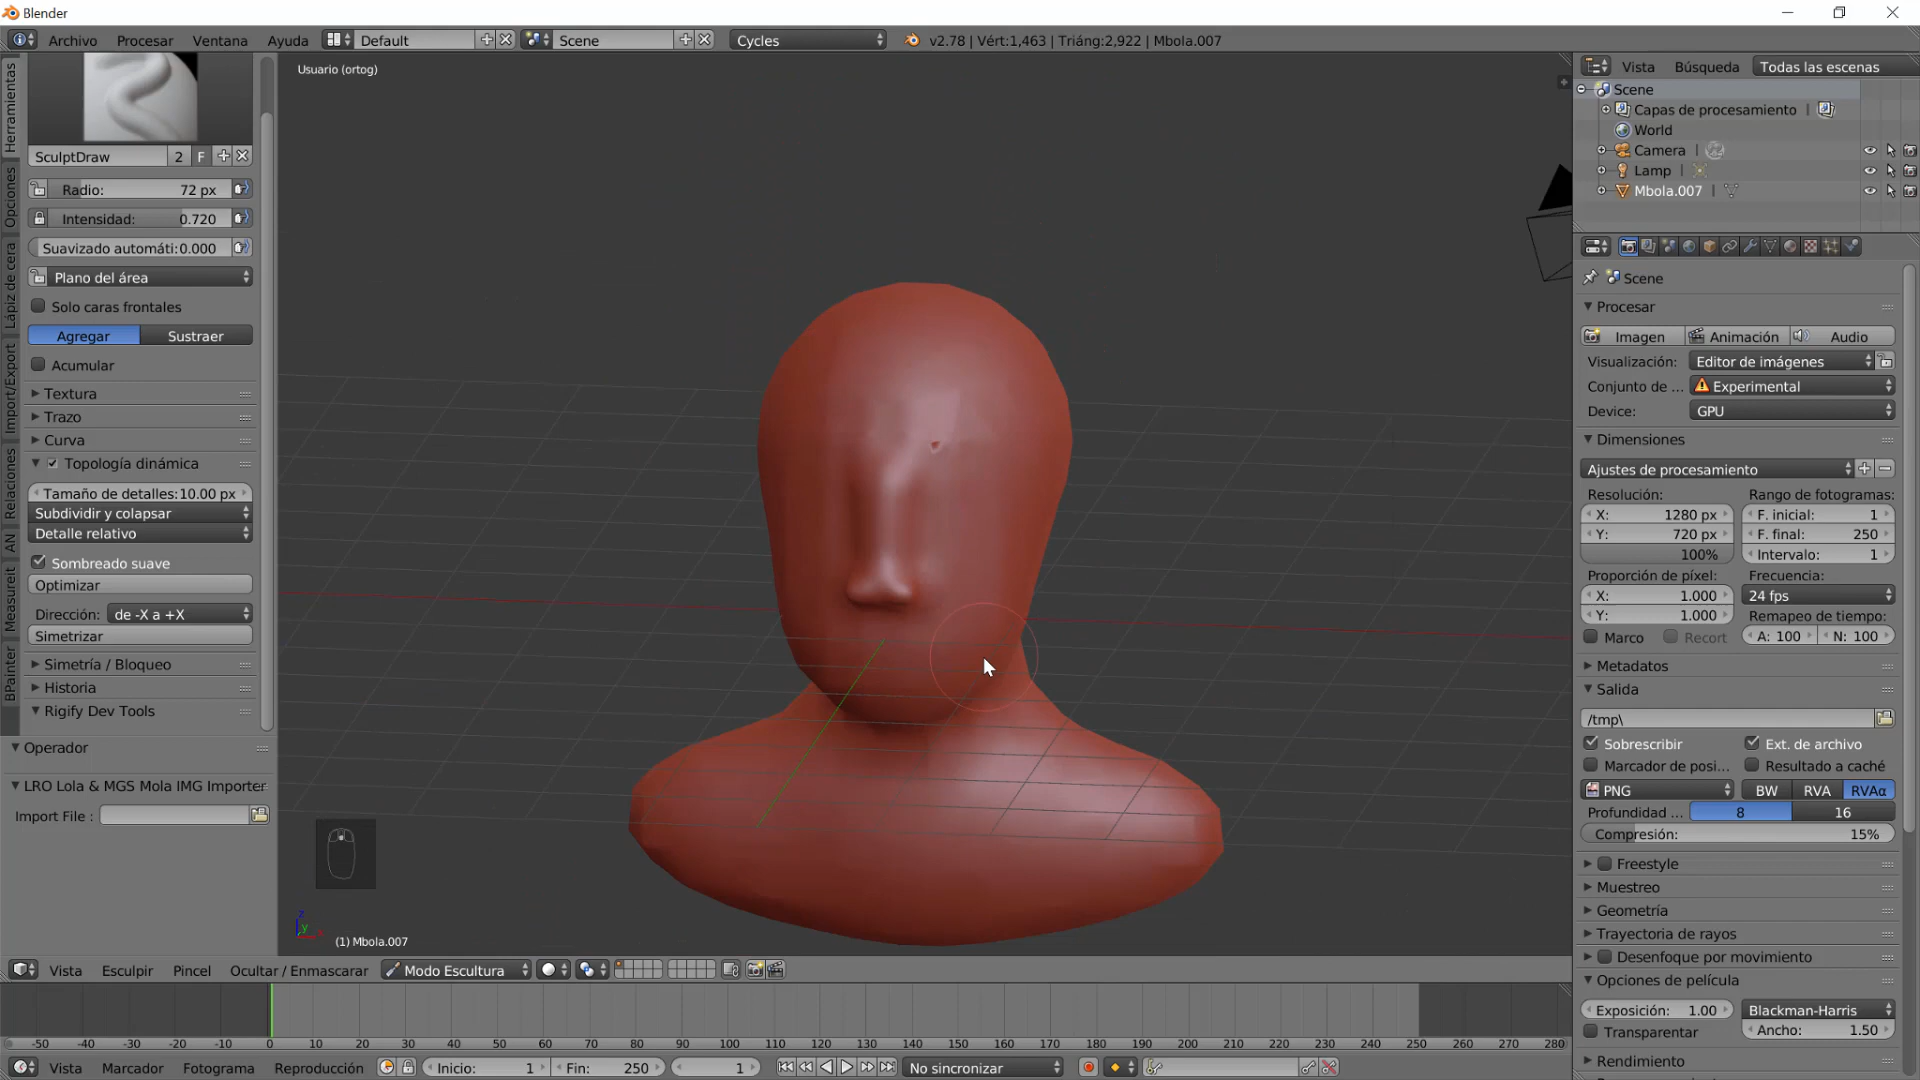 Blender
Archivo Procesar Ventana Ayuda Default Scene Cycles v2.78 | Vért:1,463 | Triáng:2,922 | Mbola.007
Usuario (ortog)
Herramientas
Opciones
Lápiz de cera
Import/Export
Relaciones
AN
Measureit
BPainter
SculptDraw 2 F
Radio: 72 px
Intensidad: 0.720
Suavizado automáti: 0.000
Plano del área
Solo caras frontales
Agregar Sustraer
Acumular
Textura
Trazo
Curva
Topología dinámica
Tamaño de detalles: 10.00 px
Subdividir y colapsar
Detalle relativo
Sombreado suave
Optimizar
Dirección: de -X a +X
Simetrizar
Simetría / Bloqueo
Historia
Rigify Dev Tools
Operador
LRO Lola & MGS Mola IMG Importer
Import File :
z
y
x
(1) Mbola.007
Vista Esculpir Pincel Ocultar / Enmascarar Modo Escultura
-50 -40 -30 -20 -10 0 10 20 30 40 50 60 70 80 90 100 110 120 130 140 150 160 170 180 190 200 210 220 230 240 250 260 270 280
Vista Marcador Fotograma Reproducción Inicio: 1 Fin: 250 1 No sincronizar
Vista Búsqueda Todas las escenas
Scene
Capas de procesamiento |
World
Camera |
Lamp |
Mbola.007 |
Scene
Procesar
Imagen Animación Audio
Visualización: Editor de imágenes
Conjunto de ... Experimental
Device: GPU
Dimensiones
Ajustes de procesamiento
Resolución: Rango de fotogramas:
X: 1280 px F. inicial: 1
Y: 720 px F. final: 250
100% Intervalo: 1
Proporción de píxel: Frecuencia:
X: 1.000 24 fps
Y: 1.000 Remapeo de tiempo:
Marco Recort A: 100 N: 100
Metadatos
Salida
/tmp\
Sobrescribir Ext. de archivo
Marcador de posi... Resultado a caché
PNG BW RVA RVAα
Profundidad ... 8 16
Compresión: 15%
Freestyle
Muestreo
Geometría
Trayectoria de rayos
Desenfoque por movimiento
Opciones de película
Exposición: 1.00 Blackman-Harris
Transparentar Ancho: 1.50
Rendimiento